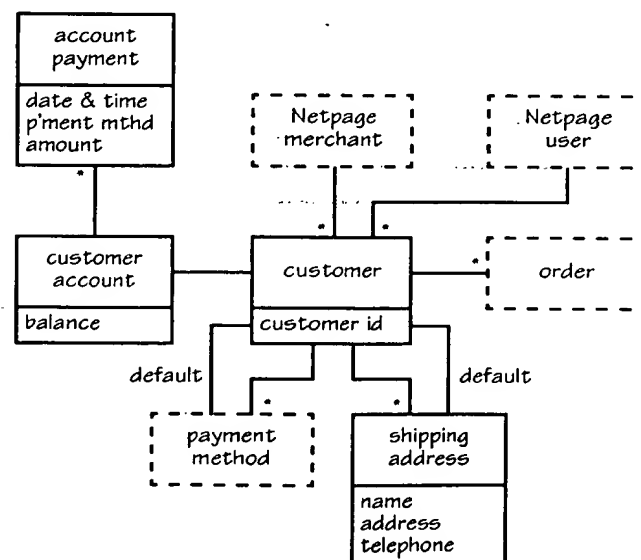 account
payment
date & time
p'ment mthd
amount
Netpage
merchant
Netpage
user
*
*
*
customer
account
balance
customer
customer id
*
order
default
default
*
*
payment
method
shipping
address
name
address
telephone